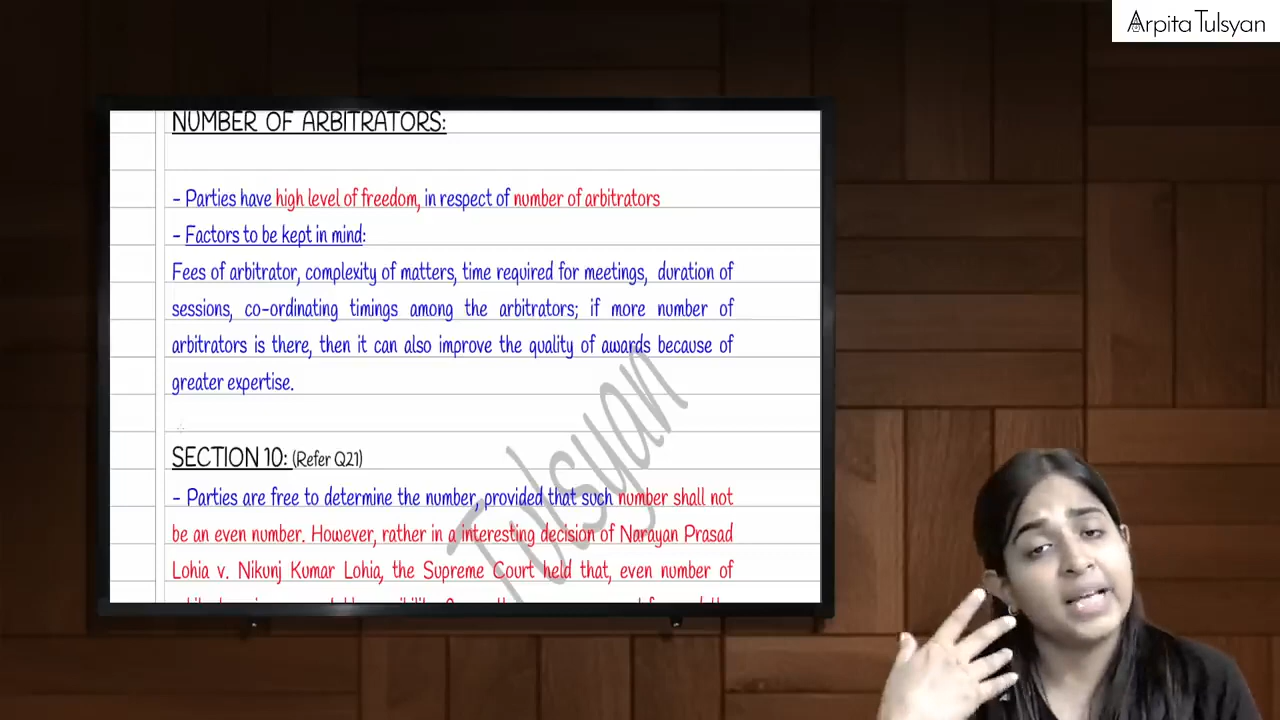 Arpita Tulsyan
NUMBER OF ARBITRATORS:
- Parties have high level of freedom, in respect of number of arbitrators
- Factors to be kept in mind:
Fees of arbitrator, complexity of matters, time required for meetings, duration of
sessions, co-ordinating timings among the arbitrators; if more number of
arbitrators is there, then it can also improve the quality of awards because of
greater expertise.
Tulsyan
SECTION 10: (Refer Q21)
- Parties are free to determine the number, provided that such number shall not
be an even number. However, rather in a interesting decision of Narayan Prasad
Lohia v. Nikunj Kumar Lohia, the Supreme Court held that, even number of